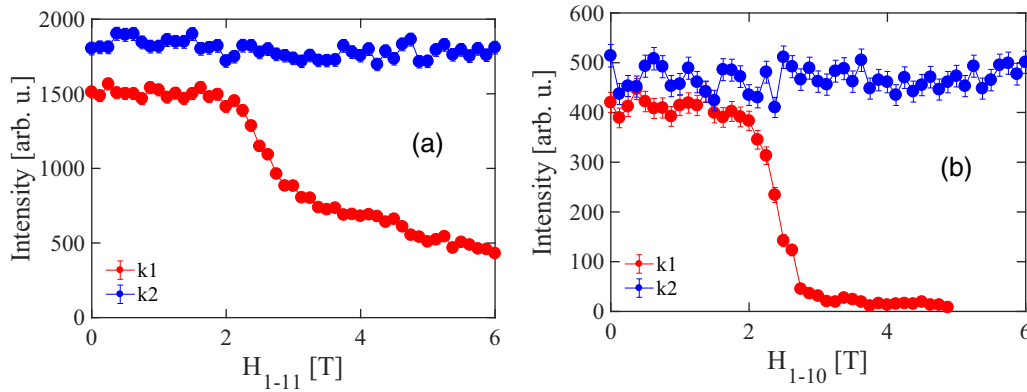 2000
1500
1000
500
0
Intensity [arb. u.]
(a)
k1
k2
0 2 4 6
H1-11 [T]
600
500
400
300
200
100
0
Intensity [arb. u.]
(b)
k1
k2
0 2 4 6
H1-10 [T]